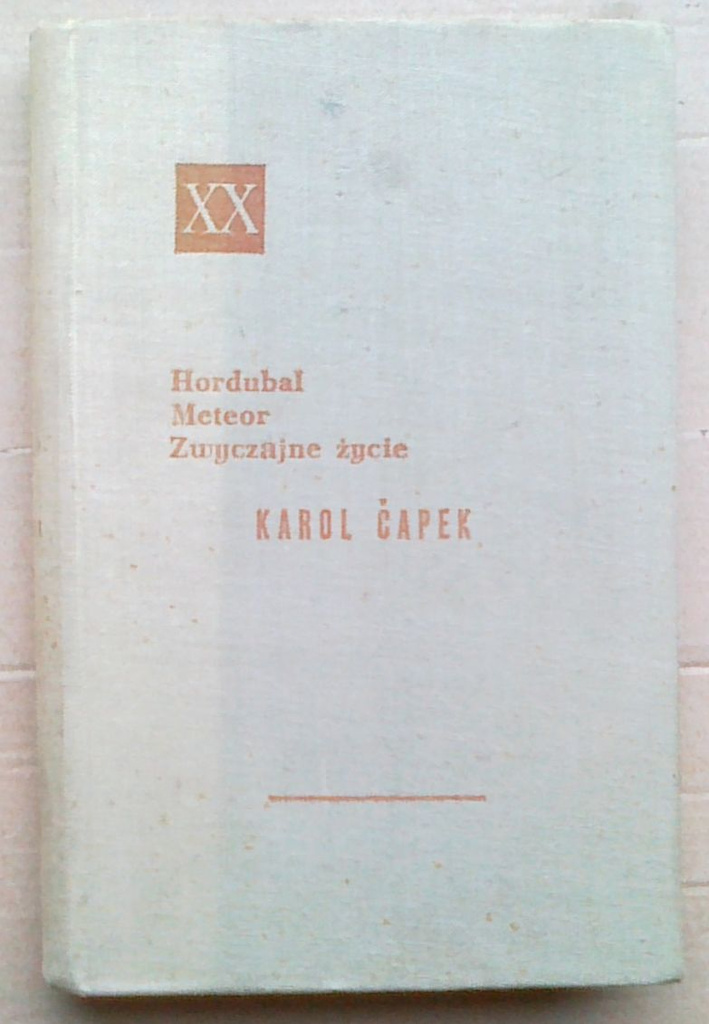 XX
Hordubal
Meteor
Zwyczajne życie
KAROL ČAPEK